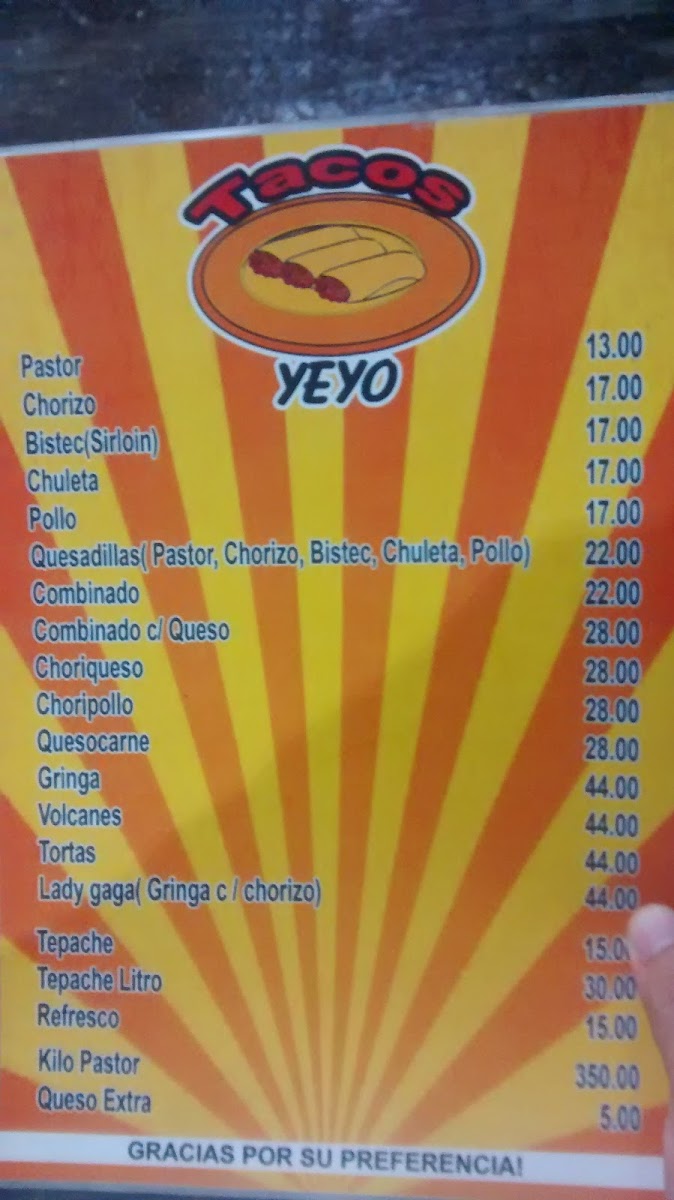 Tacos
YEYO
Pastor 13.00
Chorizo 17.00
Bistec(Sirloin) 17.00
Chuleta 17.00
Pollo 17.00
Quesadillas( Pastor, Chorizo, Bistec, Chuleta, Pollo) 22.00
Combinado 22.00
Combinado c/ Queso 28.00
Choriqueso 28.00
Choripollo 28.00
Quesocarne 28.00
Gringa 44.00
Volcanes 44.00
Tortas 44.00
Lady gaga( Gringa c / chorizo) 44.00
Tepache 15.00
Tepache Litro 30.00
Refresco 15.00
Kilo Pastor 350.00
Queso Extra 5.00
GRACIAS POR SU PREFERENCIA!